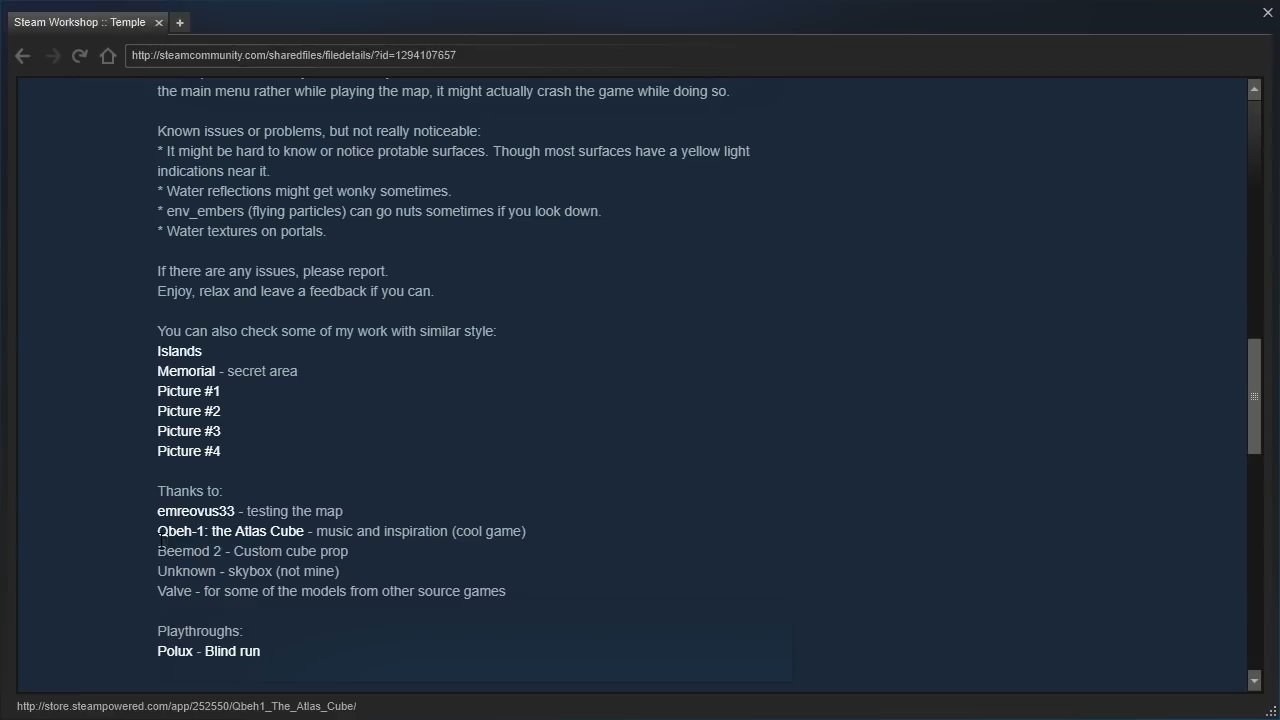 Steam Workshop :: Temple
http://steamcommunity.com/sharedfiles/filedetails/?id=1294107657
the main menu rather while playing the map, it might actually crash the game while doing so.
Known issues or problems, but not really noticeable:
* It might be hard to know or notice protable surfaces. Though most surfaces have a yellow light
indications near it.
* Water reflections might get wonky sometimes.
* env_embers (flying particles) can go nuts sometimes if you look down.
* Water textures on portals.
If there are any issues, please report.
Enjoy, relax and leave a feedback if you can.
You can also check some of my work with similar style:
Islands
Memorial - secret area
Picture #1
Picture #2
Picture #3
Picture #4
Thanks to:
emreovus33 - testing the map
Qbeh-1: the Atlas Cube - music and inspiration (cool game)
Beemod 2 - Custom cube prop
Unknown - skybox (not mine)
Valve - for some of the models from other source games
Playthroughs:
Polux - Blind run
http://store.steampowered.com/app/252550/Qbeh1_The_Atlas_Cube/